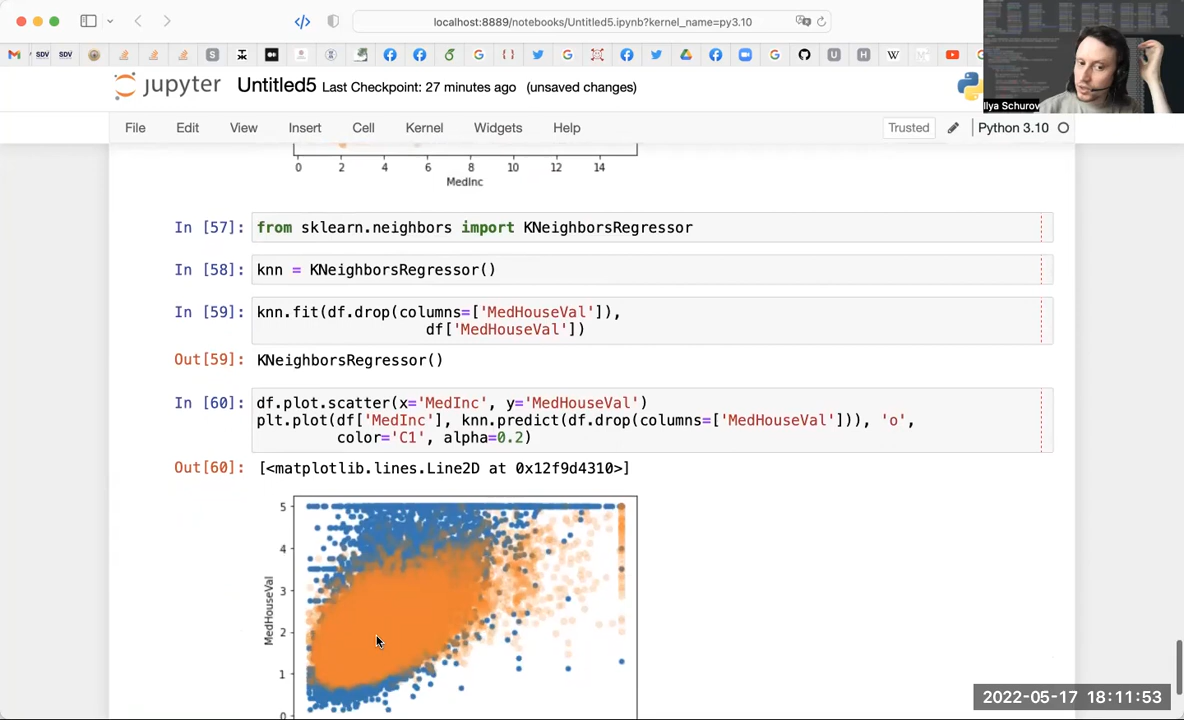 localhost:8889/notebooks/Untitled5.ipynb?kernel_name=py3.10
SDV SDV
jupyter Untitled5 Last Checkpoint: 27 minutes ago (unsaved changes)
Ilya Schurov
File Edit View Insert Cell Kernel Widgets Help
Trusted Python 3.10
0 2 4 6 8 10 12 14
MedInc
In [57]: from sklearn.neighbors import KNeighborsRegressor
In [58]: knn = KNeighborsRegressor()
In [59]: knn.fit(df.drop(columns=['MedHouseVal']),
df['MedHouseVal'])
Out[59]: KNeighborsRegressor()
In [60]: df.plot.scatter(x='MedInc', y='MedHouseVal')
plt.plot(df['MedInc'], knn.predict(df.drop(columns=['MedHouseVal'])), 'o',
color='C1', alpha=0.2)
Out[60]: [<matplotlib.lines.Line2D at 0x12f9d4310>]
5
4
3
MedHouseVal
2
1
0
2022-05-17 18:11:53